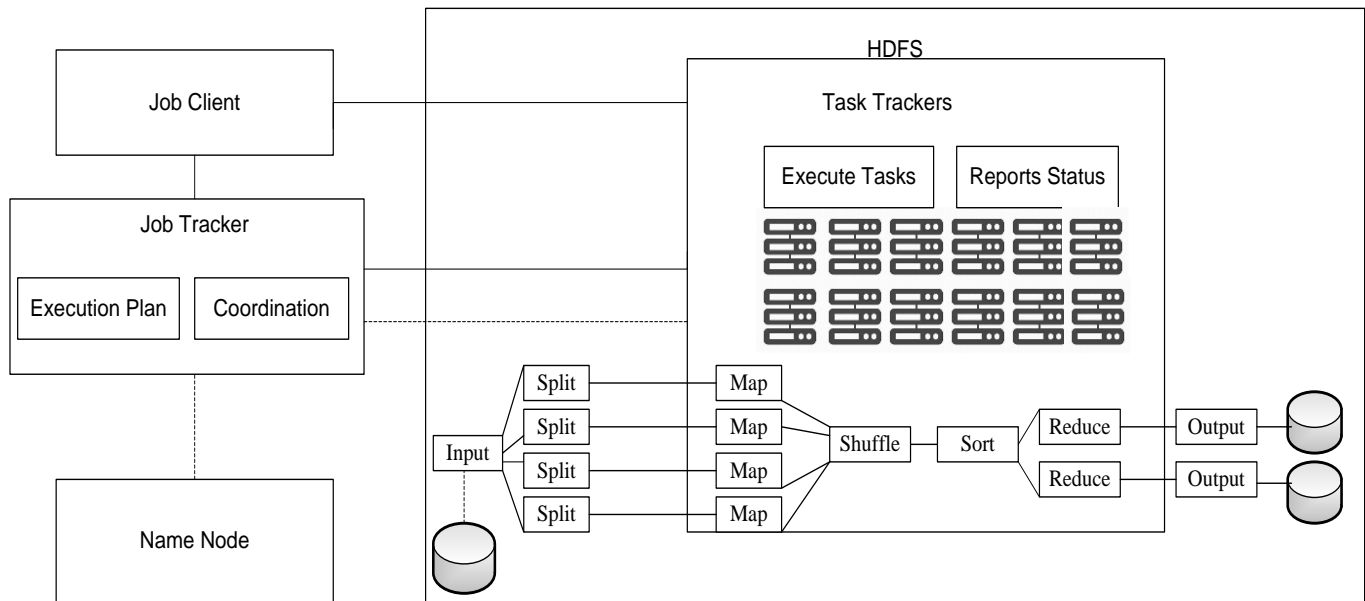 HDFS
Job Client
Task Trackers
Execute Tasks
Reports Status
Job Tracker
Execution Plan
Coordination
Split
Map
Split
Map
Reduce
Output
Input
Shuffle
Sort
Split
Map
Reduce
Output
Split
Map
Name Node